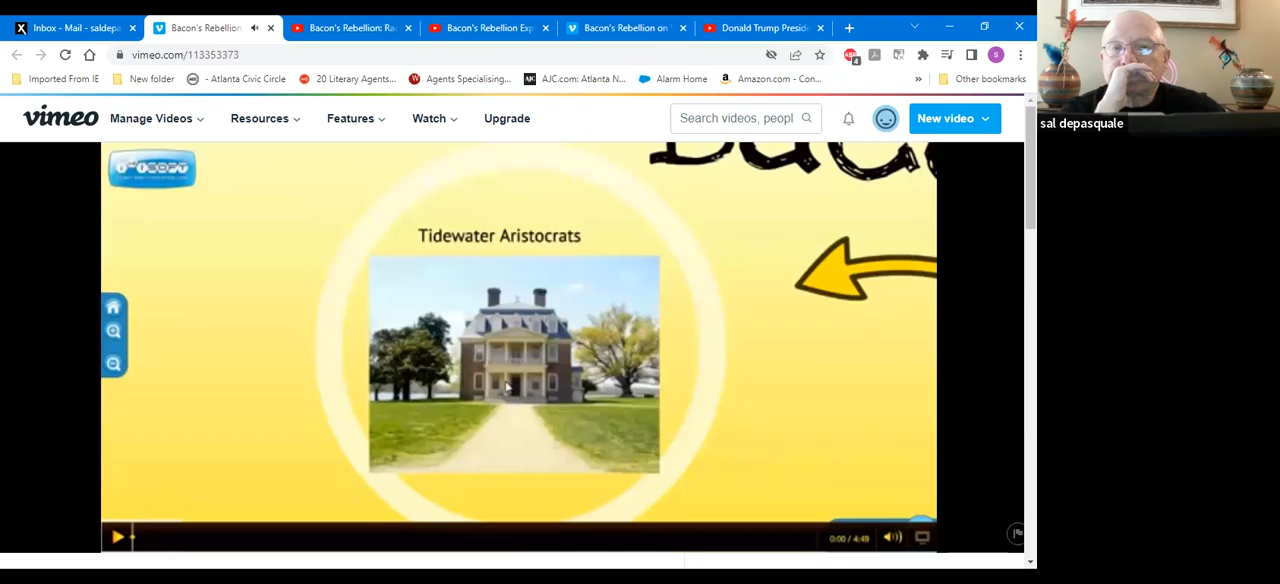 Inbox - Mail - saldepa
Bacon's Rebellion
Bacon's Rebellion: Ra
Bacon's Rebellion Exp
Bacon's Rebellion on
Donald Trump Preside
vimeo.com/113353373
4
S
Imported From IE
New folder
- Atlanta Civic Circle
20 Literary Agents...
Agents Specialising...
AJC.com: Atlanta N...
Alarm Home
Amazon.com - Con...
»
Other bookmarks
vimeo
Manage Videos
Resources
Features
Watch
Upgrade
Search videos, peopl
New video
sal depasquale
Tidewater Aristocrats
0:00 / 4:49